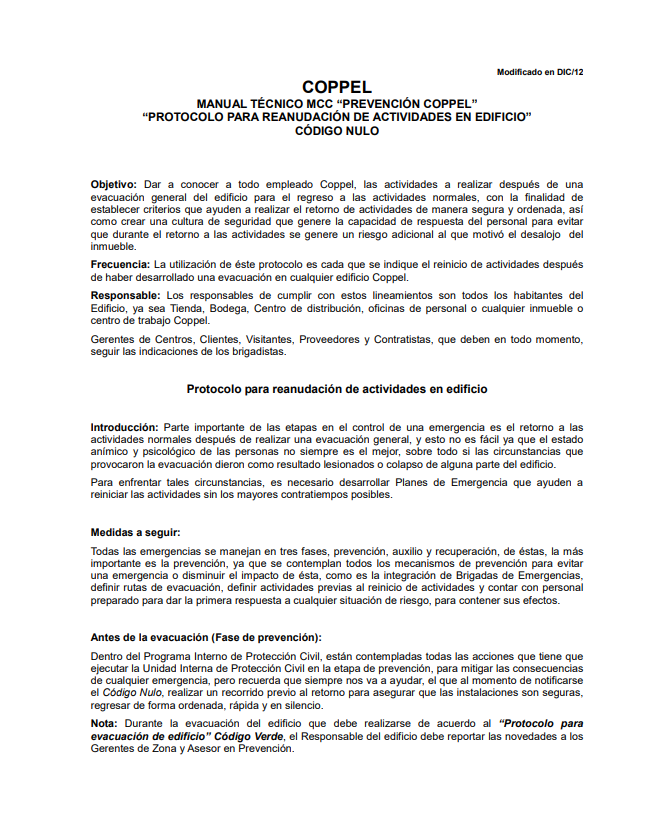 Modificado en DIC/12
COPPEL
MANUAL TÉCNICO MCC “PREVENCIÓN COPPEL”
“PROTOCOLO PARA REANUDACIÓN DE ACTIVIDADES EN EDIFICIO”
CÓDIGO NULO
Objetivo: Dar a conocer a todo empleado Coppel, las actividades a realizar después de una
evacuación general del edificio para el regreso a las actividades normales, con la finalidad de
establecer criterios que ayuden a realizar el retorno de actividades de manera segura y ordenada, así
como crear una cultura de seguridad que genere la capacidad de respuesta del personal para evitar
que durante el retorno a las actividades se genere un riesgo adicional al que motivó el desalojo del
inmueble.
Frecuencia: La utilización de éste protocolo es cada que se indique el reinicio de actividades después
de haber desarrollado una evacuación en cualquier edificio Coppel.
Responsable: Los responsables de cumplir con estos lineamientos son todos los habitantes del
Edificio, ya sea Tienda, Bodega, Centro de distribución, oficinas de personal o cualquier inmueble o
centro de trabajo Coppel.
Gerentes de Centros, Clientes, Visitantes, Proveedores y Contratistas, que deben en todo momento,
seguir las indicaciones de los brigadistas.
Protocolo para reanudación de actividades en edificio
Introducción: Parte importante de las etapas en el control de una emergencia es el retorno a las
actividades normales después de realizar una evacuación general, y esto no es fácil ya que el estado
anímico y psicológico de las personas no siempre es el mejor, sobre todo si las circunstancias que
provocaron la evacuación dieron como resultado lesionados o colapso de alguna parte del edificio.
Para enfrentar tales circunstancias, es necesario desarrollar Planes de Emergencia que ayuden a
reiniciar las actividades sin los mayores contratiempos posibles.
Medidas a seguir:
Todas las emergencias se manejan en tres fases, prevención, auxilio y recuperación, de éstas, la más
importante es la prevención, ya que se contemplan todos los mecanismos de prevención para evitar
una emergencia o disminuir el impacto de ésta, como es la integración de Brigadas de Emergencias,
definir rutas de evacuación, definir actividades previas al reinicio de actividades y contar con personal
preparado para dar la primera respuesta a cualquier situación de riesgo, para contener sus efectos.
Antes de la evacuación (Fase de prevención):
Dentro del Programa Interno de Protección Civil, están contempladas todas las acciones que tiene que
ejecutar la Unidad Interna de Protección Civil en la etapa de prevención, para mitigar las consecuencias
de cualquier emergencia, pero recuerda que siempre nos va a ayudar, el que al momento de notificarse
el Código Nulo, realizar un recorrido previo al retorno para asegurar que las instalaciones son seguras,
regresar de forma ordenada, rápida y en silencio.
Nota: Durante la evacuación del edificio que debe realizarse de acuerdo al “Protocolo para
evacuación de edificio” Código Verde, el Responsable del edificio debe reportar las novedades a los
Gerentes de Zona y Asesor en Prevención.